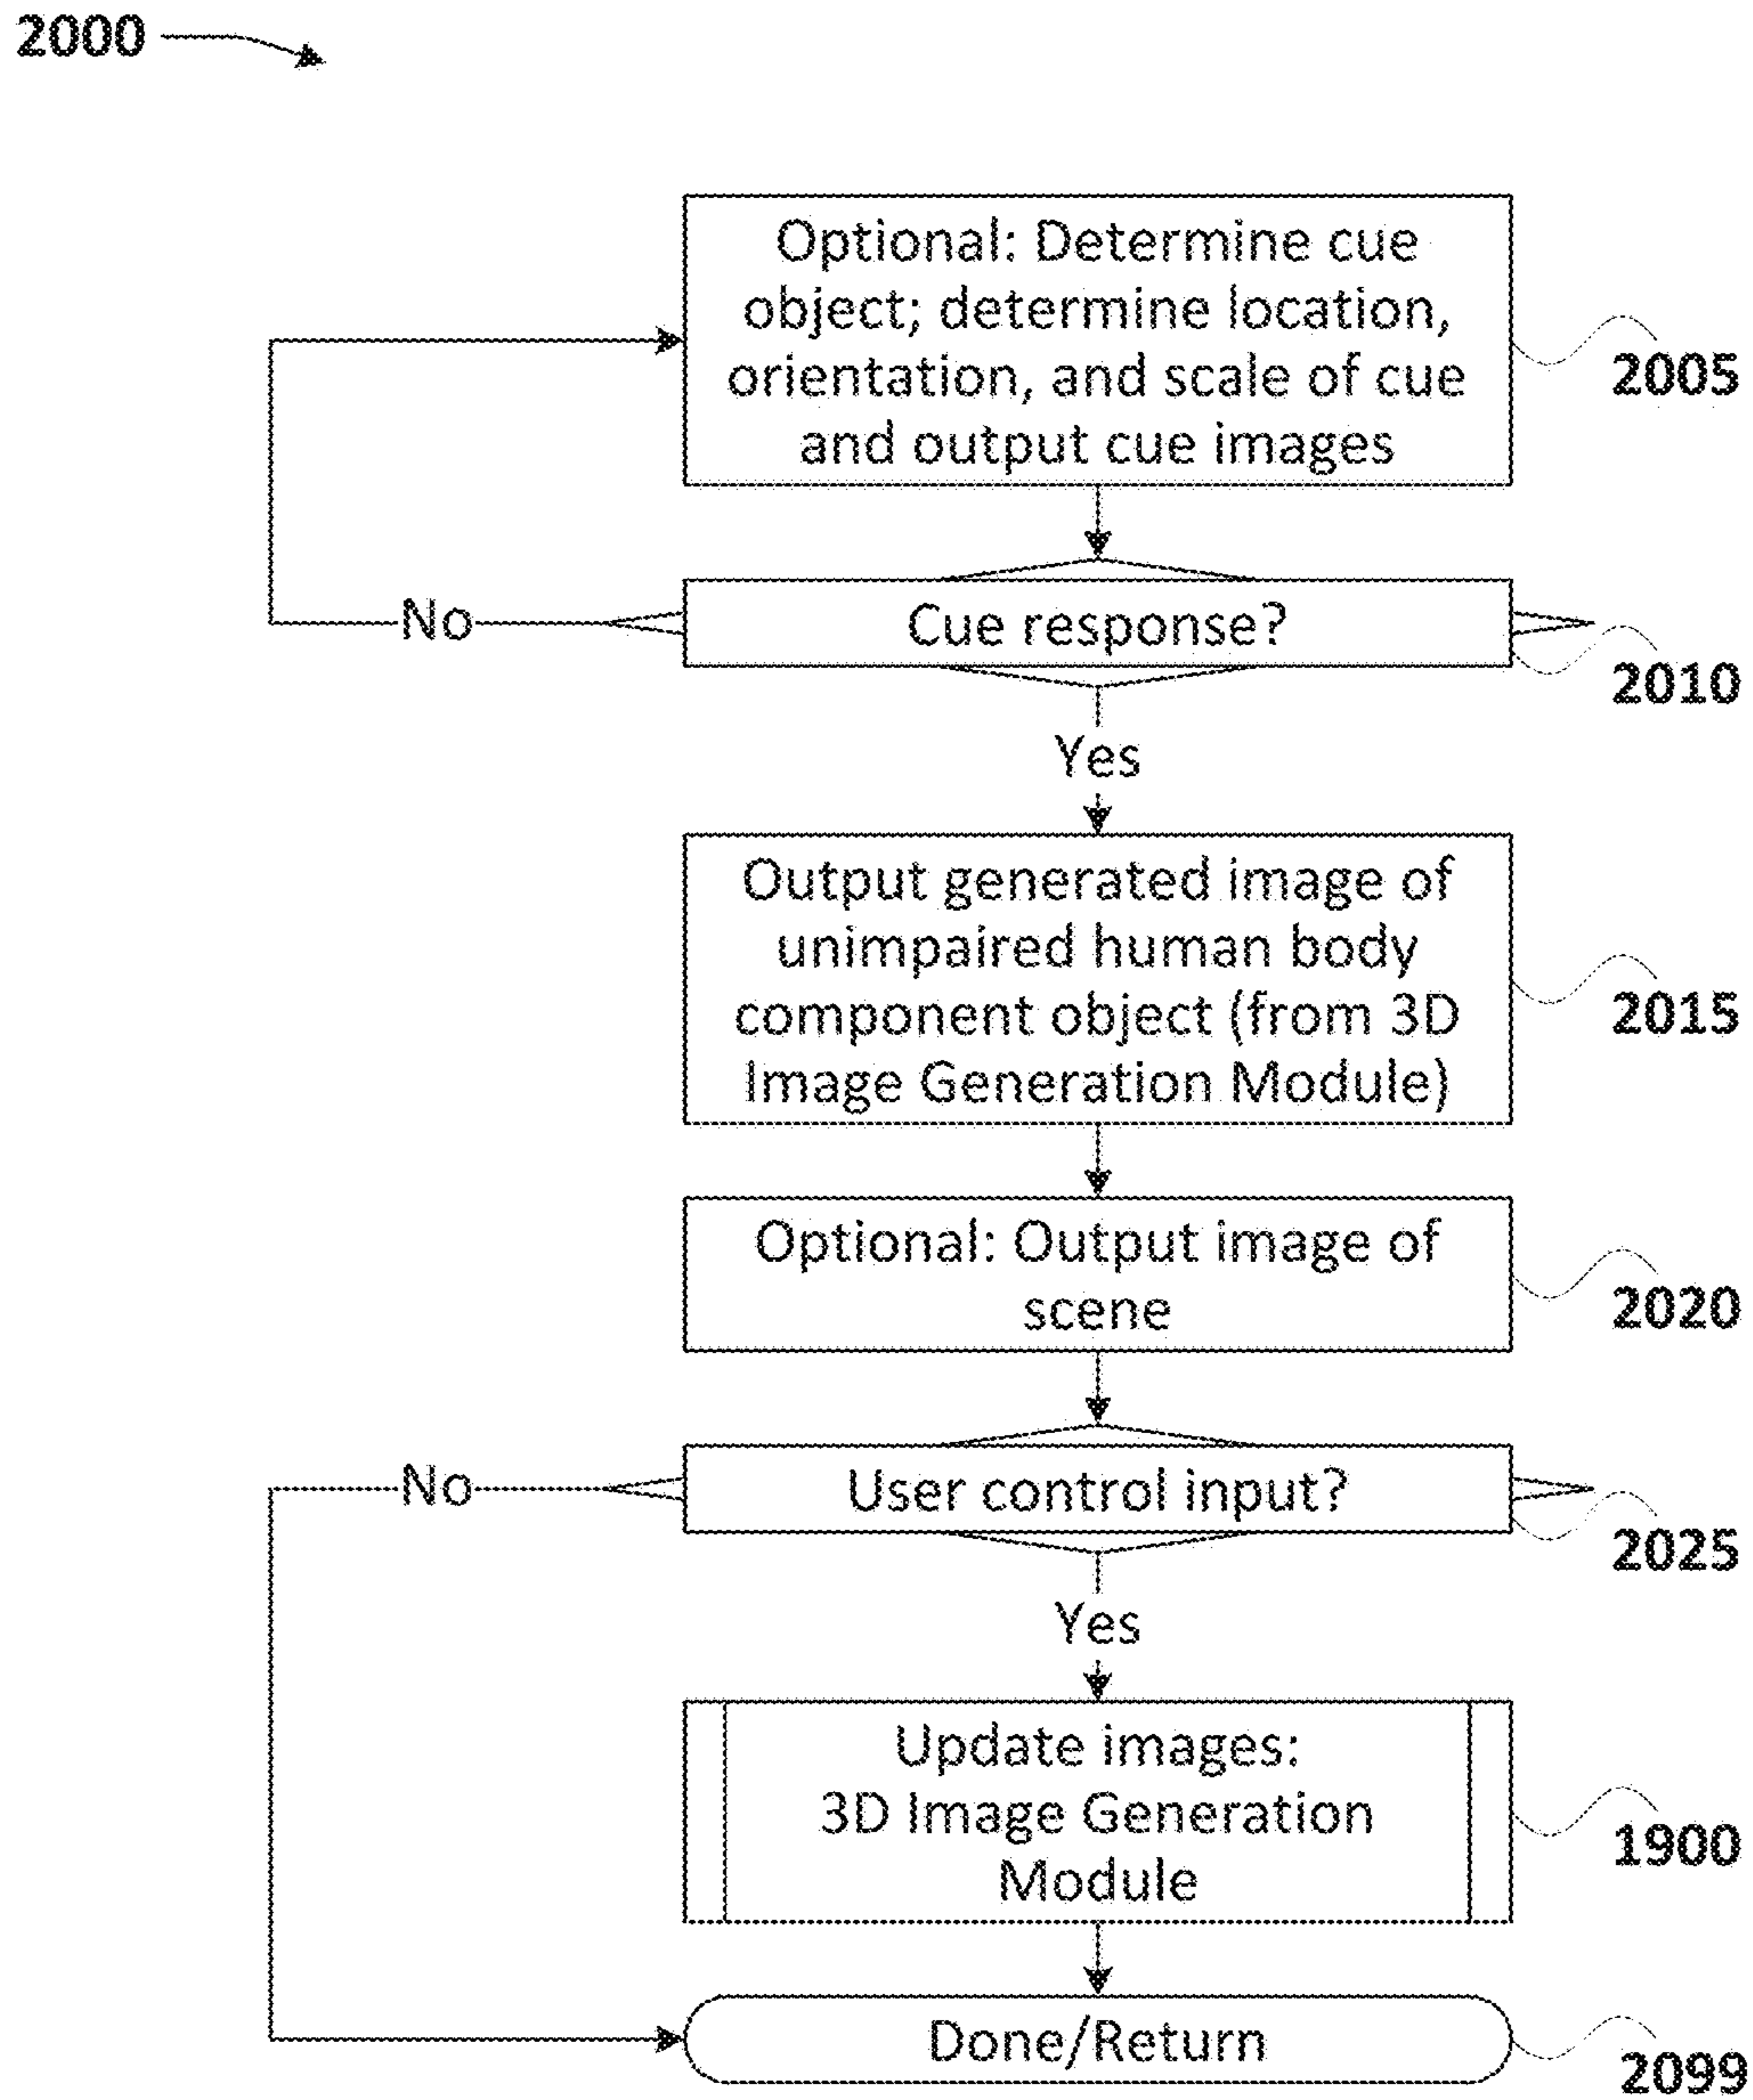 2000
Optional: Determine cue
object; determine location,
orientation, and scale of cue
and output cue images
2005
Cue response?
No
2010
Yes
Output generated image of
unimpaired human body
component object (from 3D
Image Generation Module)
2015
Optional: Output image of
scene
2020
User control input?
No
2025
Yes
Update images:
3D Image Generation
Module
1900
Done/Return
2099